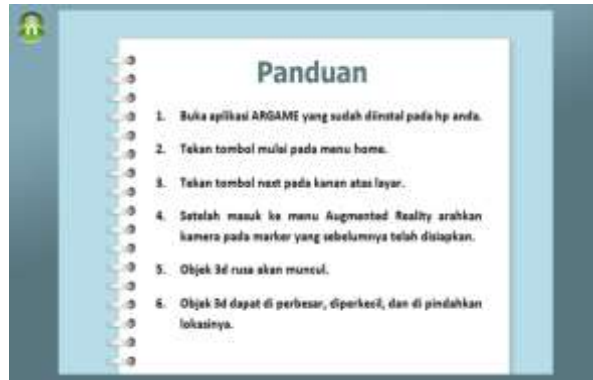 Panduan
1. Buka aplikasi ARGAME yang sudah diinstal pada hp anda.
2. Tekan tombol mulai pada menu home.
3. Tekan tombol next pada kanan atas layar.
4. Setelah masuk ke menu Augmented Reality arahkan
kamera pada marker yang sebelumnya telah disiapkan.
5. Objek 3d rusa akan muncul.
6. Objek 3d dapat di perbesar, diperkecil, dan di pindahkan
lokasinya.